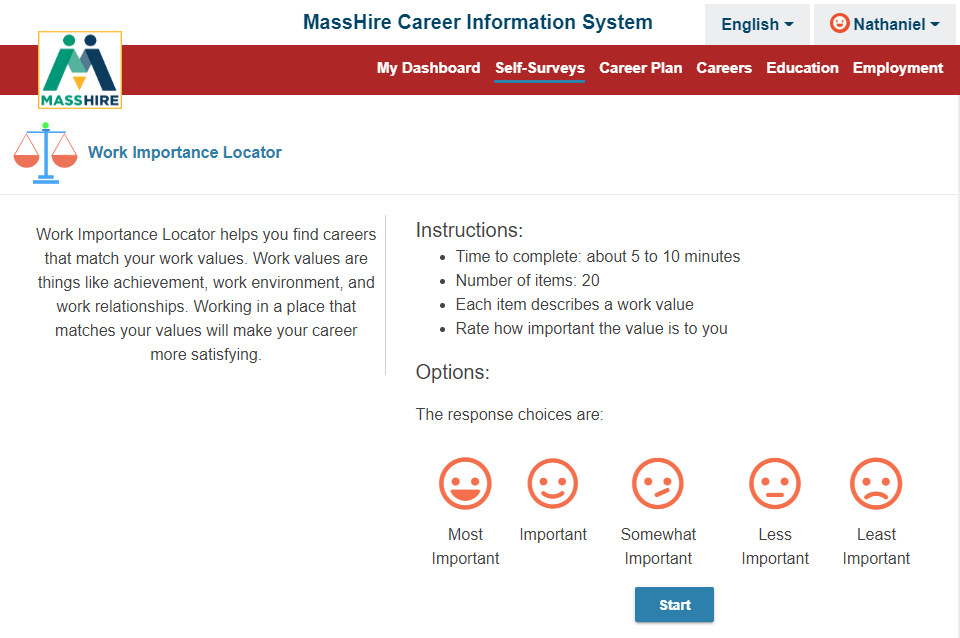 MassHire Career Information System
English
Nathaniel
MASSHIRE
My Dashboard Self-Surveys Career Plan Careers Education Employment
Work Importance Locator
Work Importance Locator helps you find careers
that match your work values. Work values are
things like achievement, work environment, and
work relationships. Working in a place that
matches your values will make your career
more satisfying.
Instructions:
• Time to complete: about 5 to 10 minutes
• Number of items: 20
• Each item describes a work value
• Rate how important the value is to you
Options:
The response choices are:
Most
Important
Important
Somewhat
Important
Less
Important
Least
Important
Start